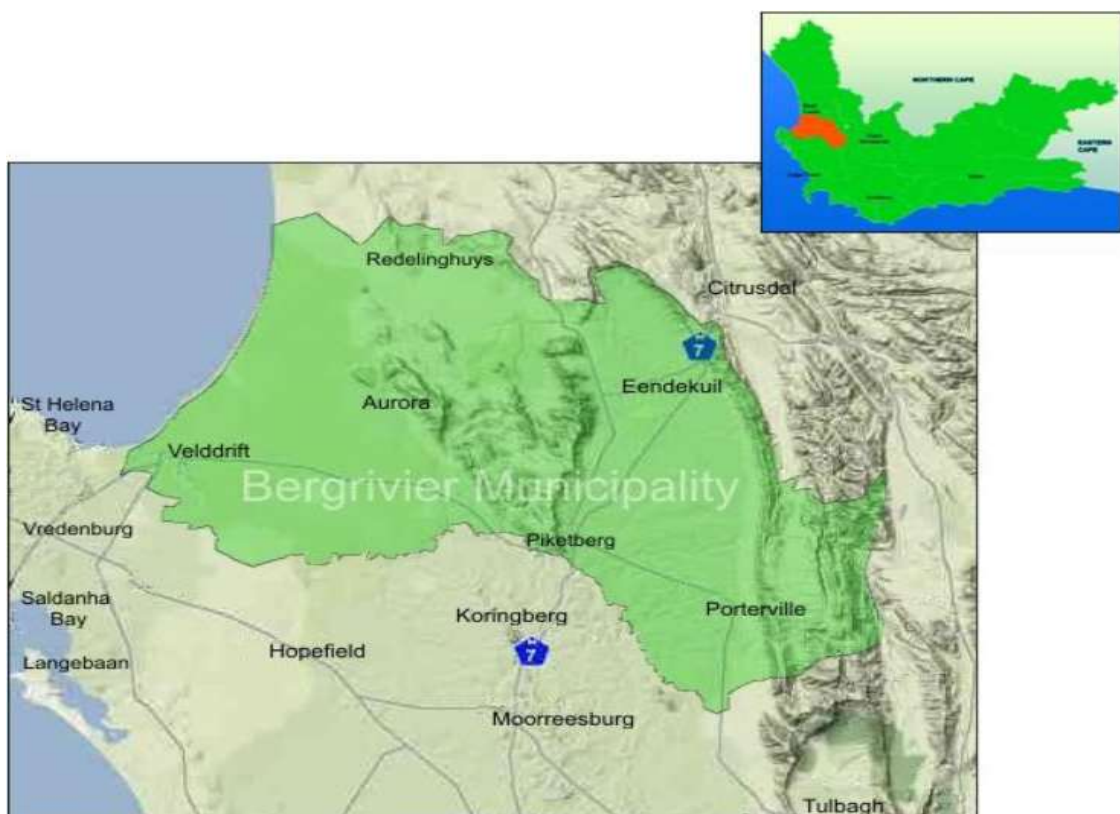 NORTHERN CAPE
EASTERN
CAPE
Redelinghuys
Citrusdal
7
Eendekuil
Aurora
St Helena
Bay
Velddrift
Bergrivier Municipality
Vredenburg
Piketberg
Saldanha
Bay
Porterville
Koringberg
7
Hopefield
Langebaan
Moorreesburg
Tulbagh